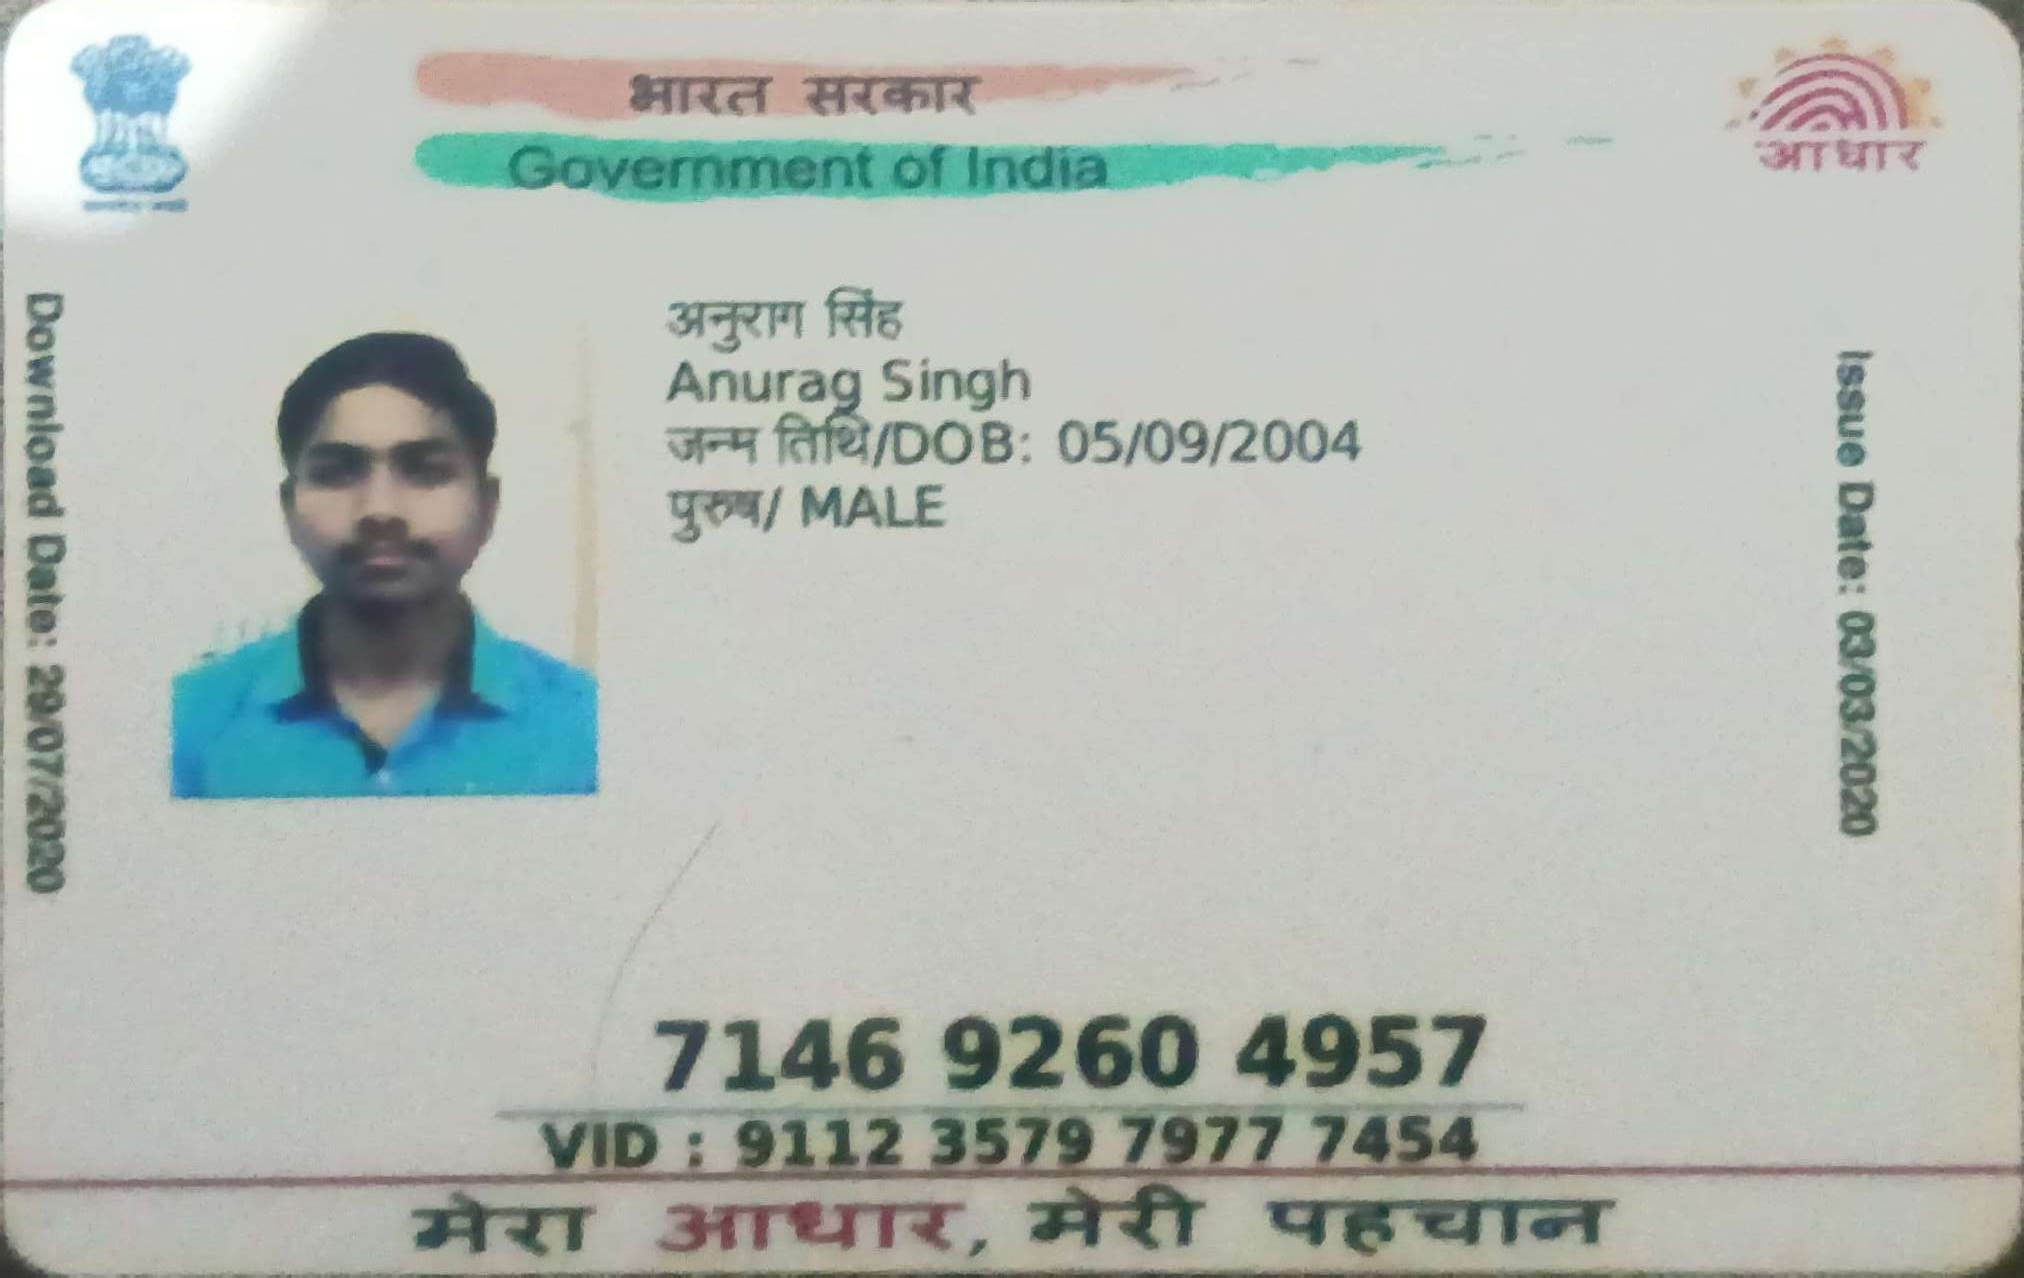 भारत सरकार
Government of India
आधार
Download Date: 29/07/2020
अनुराग सिंह
Anurag Singh
जन्म तिथि/DOB: 05/09/2004
पुरुष/ MALE
Issue Date: 03/03/2020
7146 9260 4957
VID : 9112 3579 7977 7454
मेरा आधार, मेरी पहचान